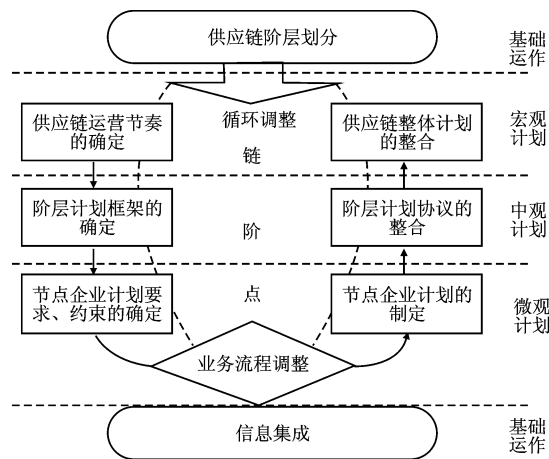 供应链阶层划分
基础
运作
供应链运营节奏
的确定
循环调整
供应链整体计划
的整合
宏观
计划
链
阶层计划框架的
确定
阶
阶层计划协议的
整合
中观
计划
节点企业计划要
求、约束的确定
点
节点企业计划的
制定
微观
计划
业务流程调整
信息集成
基础
运作